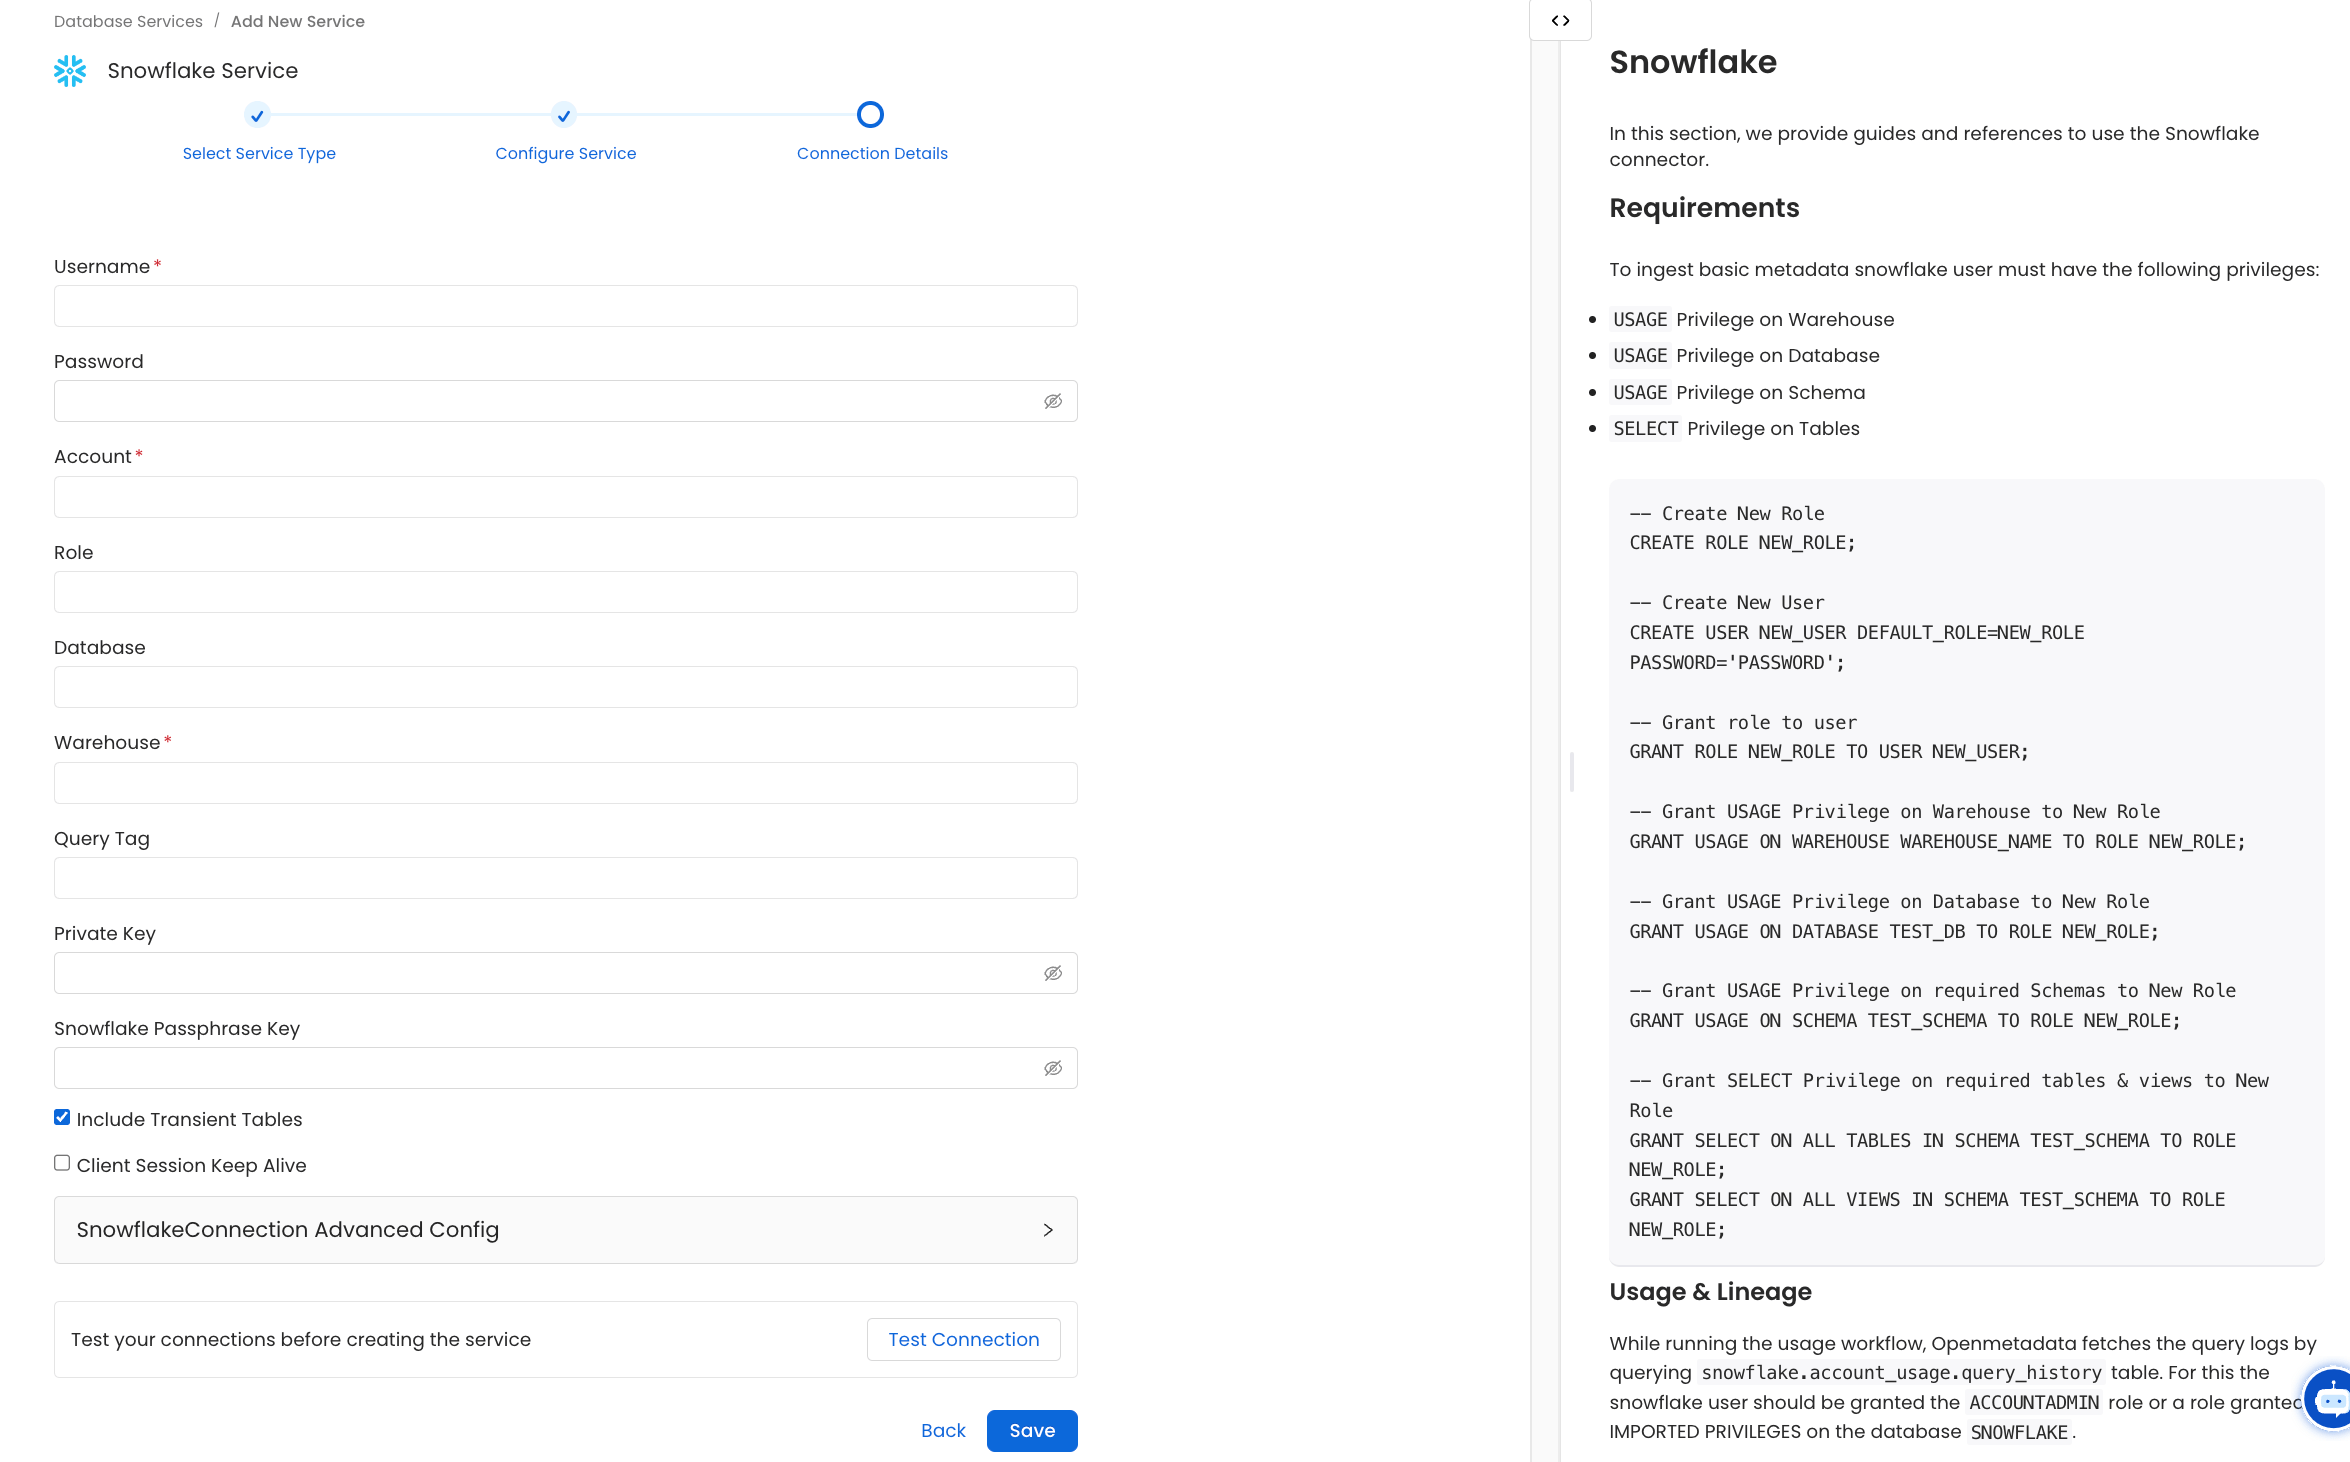 Database Services / Add New Service
Snowflake Service
Select Service Type
Configure Service
Connection Details
Username*
Password
Account*
Role
Database
Warehouse*
Query Tag
Private Key
Snowflake Passphrase Key
Include Transient Tables
Client Session Keep Alive
SnowflakeConnection Advanced Config
Test your connections before creating the service
Test Connection
Back
Save
Snowflake
In this section, we provide guides and references to use the Snowflake
connector.
Requirements
To ingest basic metadata snowflake user must have the following privileges:
USAGE Privilege on Warehouse
USAGE Privilege on Database
USAGE Privilege on Schema
SELECT Privilege on Tables
-- Create New Role
CREATE ROLE NEW_ROLE;
-- Create New User
CREATE USER NEW_USER DEFAULT_ROLE=NEW_ROLE
PASSWORD='PASSWORD';
-- Grant role to user
GRANT ROLE NEW_ROLE TO USER NEW_USER;
-- Grant USAGE Privilege on Warehouse to New Role
GRANT USAGE ON WAREHOUSE WAREHOUSE_NAME TO ROLE NEW_ROLE;
-- Grant USAGE Privilege on Database to New Role
GRANT USAGE ON DATABASE TEST_DB TO ROLE NEW_ROLE;
-- Grant USAGE Privilege on required Schemas to New Role
GRANT USAGE ON SCHEMA TEST_SCHEMA TO ROLE NEW_ROLE;
-- Grant SELECT Privilege on required tables & views to New
Role
GRANT SELECT ON ALL TABLES IN SCHEMA TEST_SCHEMA TO ROLE
NEW_ROLE;
GRANT SELECT ON ALL VIEWS IN SCHEMA TEST_SCHEMA TO ROLE
NEW_ROLE;
Usage & Lineage
While running the usage workflow, Openmetadata fetches the query logs by
querying snowflake.account_usage.query_history table. For this the
snowflake user should be granted the ACCOUNTADMIN role or a role granted
IMPORTED PRIVILEGES on the database SNOWFLAKE.